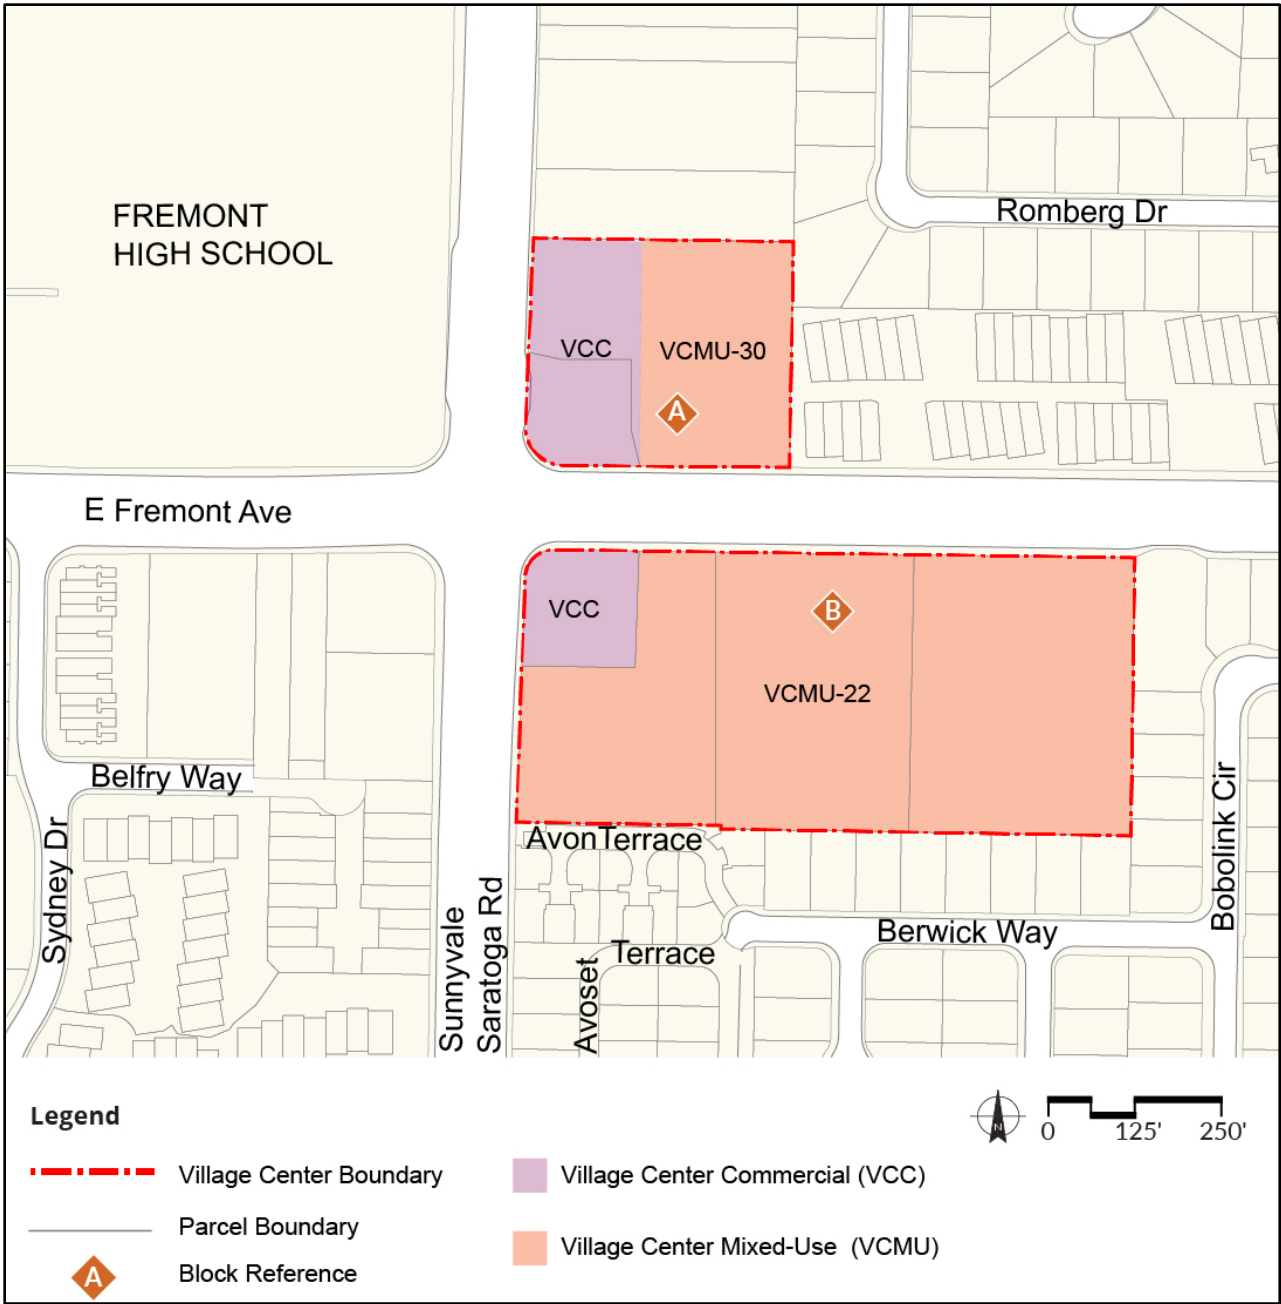 FREMONT
HIGH SCHOOL
Romberg Dr
VCC
VCMU-30
A
E Fremont Ave
VCC
B
VCMU-22
Belfry Way
AvonTerrace
Sydney Dr
Bobolink Cir
Berwick Way
Sunnyvale
Saratoga Rd
Avoset
Terrace
Legend
N
0 125' 250'
Village Center Boundary
Village Center Commercial (VCC)
Parcel Boundary
Village Center Mixed-Use (VCMU)
A
Block Reference